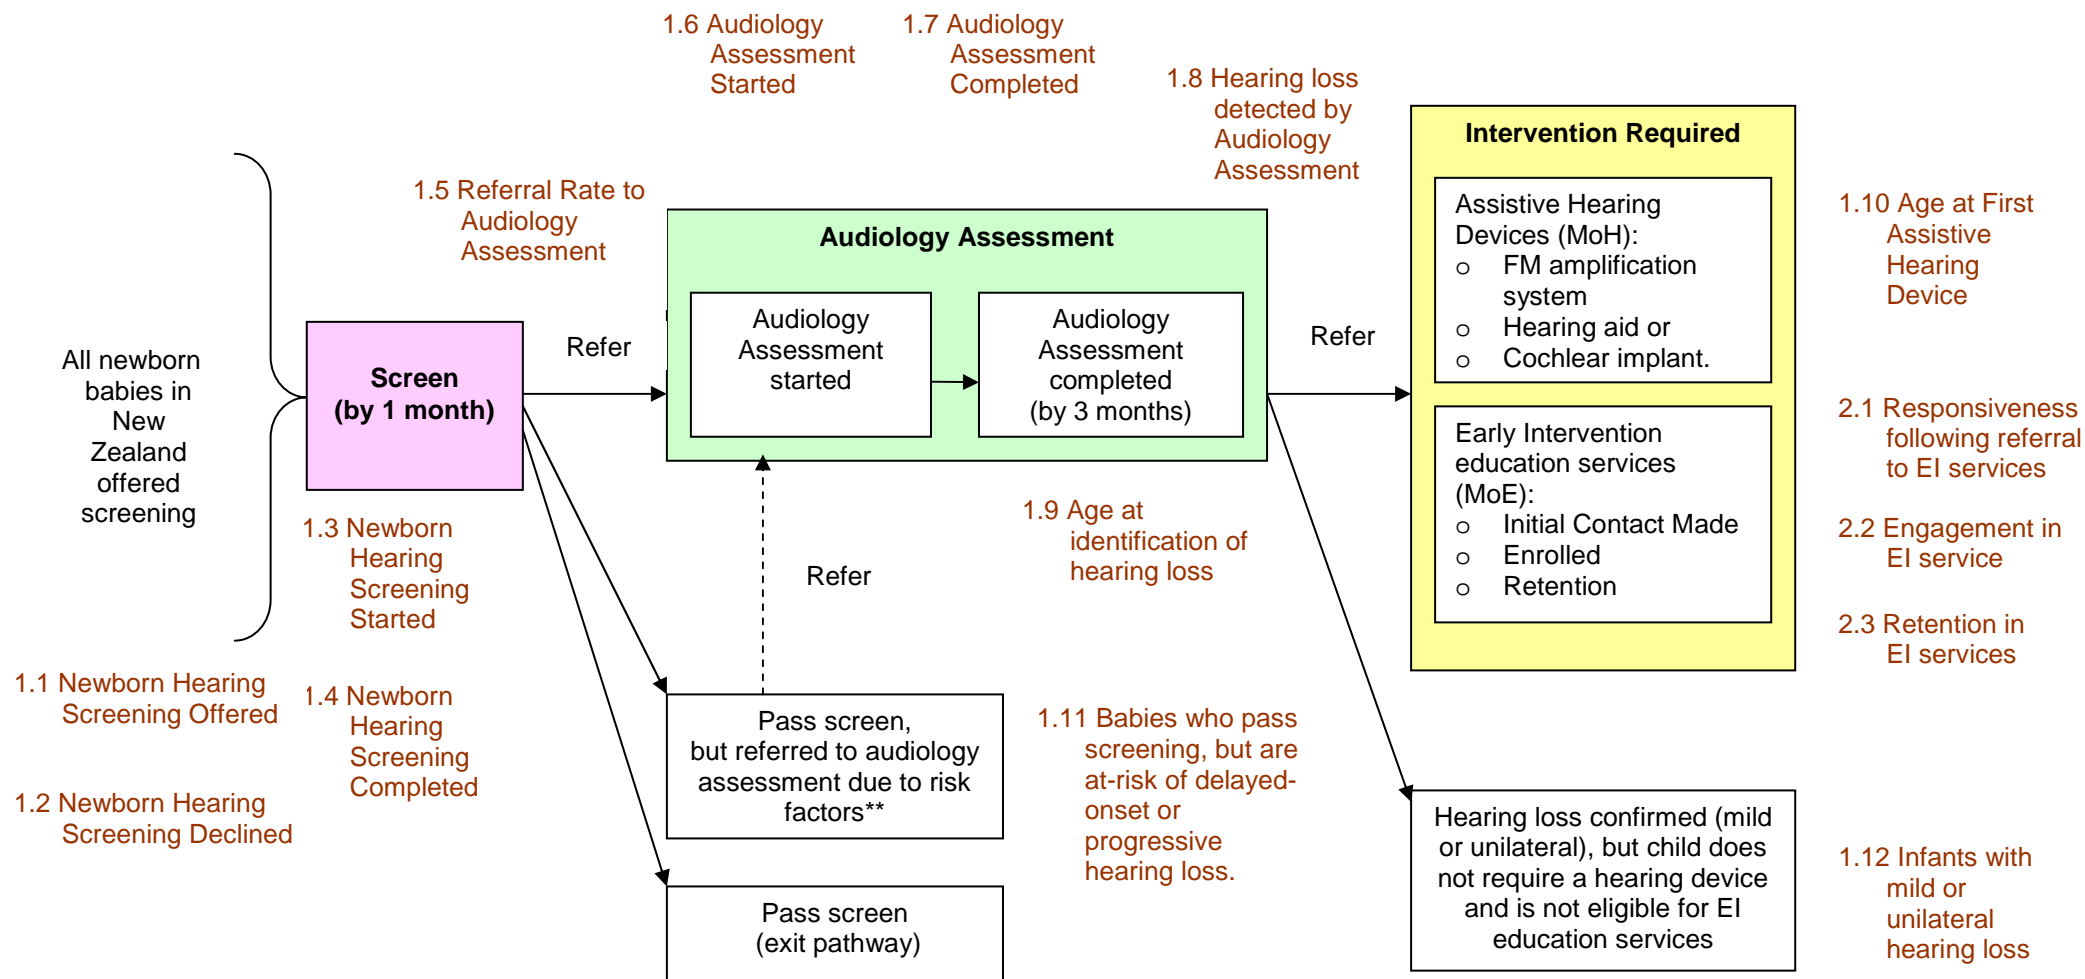 1.6 Audiology
Assessment
Started
1.7 Audiology
Assessment
Completed
1.8 Hearing loss
detected by
Audiology
Assessment
1.5 Referral Rate to
Audiology
Assessment
All newborn
babies in
New
Zealand
offered
screening
Screen
(by 1 month)
Refer
Audiology Assessment
Audiology
Assessment
started
Audiology
Assessment
completed
(by 3 months)
Refer
Intervention Required
Assistive Hearing
Devices (MoH):
o FM amplification
system
o Hearing aid or
o Cochlear implant.
Early Intervention
education services
(MoE):
o Initial Contact Made
o Enrolled
o Retention
1.10 Age at First
Assistive
Hearing
Device
2.1 Responsiveness
following referral
to EI services
2.2 Engagement in
EI service
2.3 Retention in
EI services
1.3 Newborn
Hearing
Screening
Started
1.9 Age at
identification of
hearing loss
Refer
1.1 Newborn Hearing
Screening Offered
1.4 Newborn
Hearing
Screening
Completed
1.2 Newborn Hearing
Screening Declined
Pass screen,
but referred to audiology
assessment due to risk
factors**
1.11 Babies who pass
screening, but are
at-risk of delayed-
onset or
progressive
hearing loss.
Pass screen
(exit pathway)
Hearing loss confirmed (mild
or unilateral), but child does
not require a hearing device
and is not eligible for EI
education services
1.12 Infants with
mild or
unilateral
hearing loss